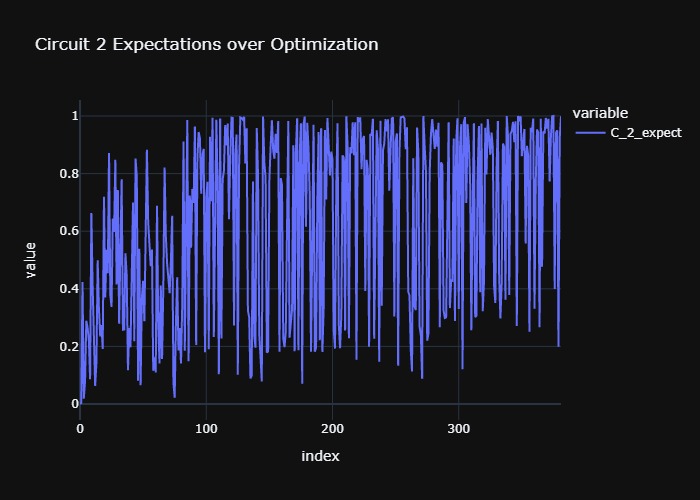 Circuit 2 Expectations over Optimization
variable
C_2_expect
value
1
0.8
0.6
0.4
0.2
0
0 100 200 300
index